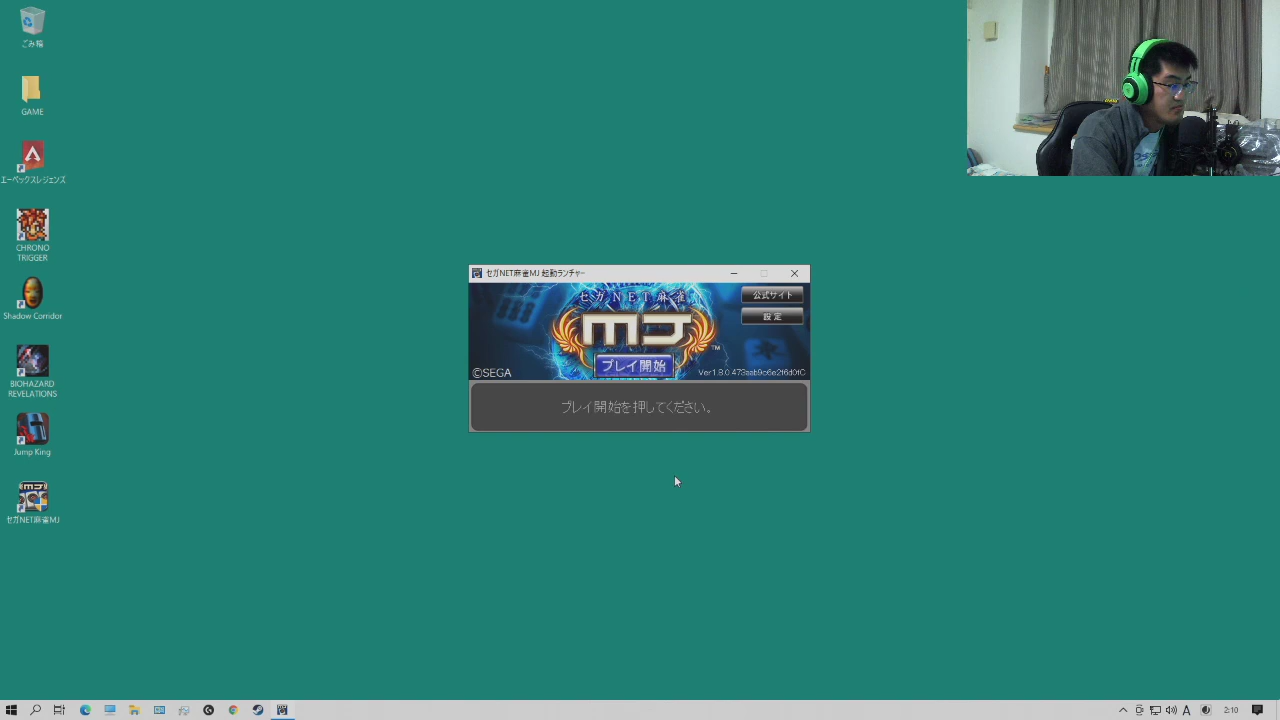 ごみ箱
GAME
エーペックスレジェンズ
CHRONO
TRIGGER
Shadow Corridor
BIOHAZARD
REVELATIONS
Jump King
セガNET麻雀MJ
セガNET麻雀MJ 起動ランチャー
セガNET麻雀
MJ
TM
公式サイト
設定
プレイ開始
©SEGA
プレイ開始を押してください。
A
2:10